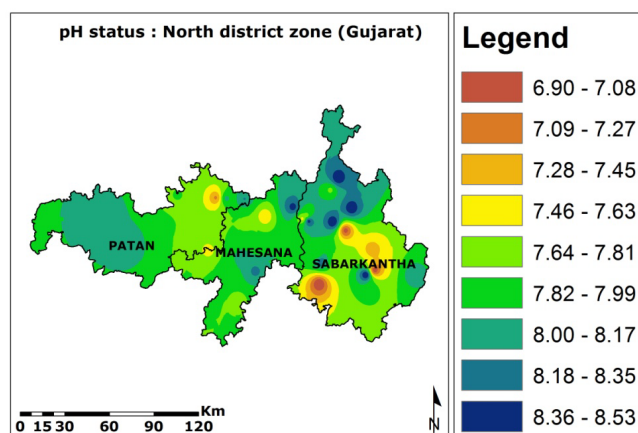 pH status : North district zone (Gujarat)
PATAN
MAHESANA
SABARKANTHA
Km
0 15 30 60 90 120
N
Legend
6.90 - 7.08
7.09 - 7.27
7.28 - 7.45
7.46 - 7.63
7.64 - 7.81
7.82 - 7.99
8.00 - 8.17
8.18 - 8.35
8.36 - 8.53